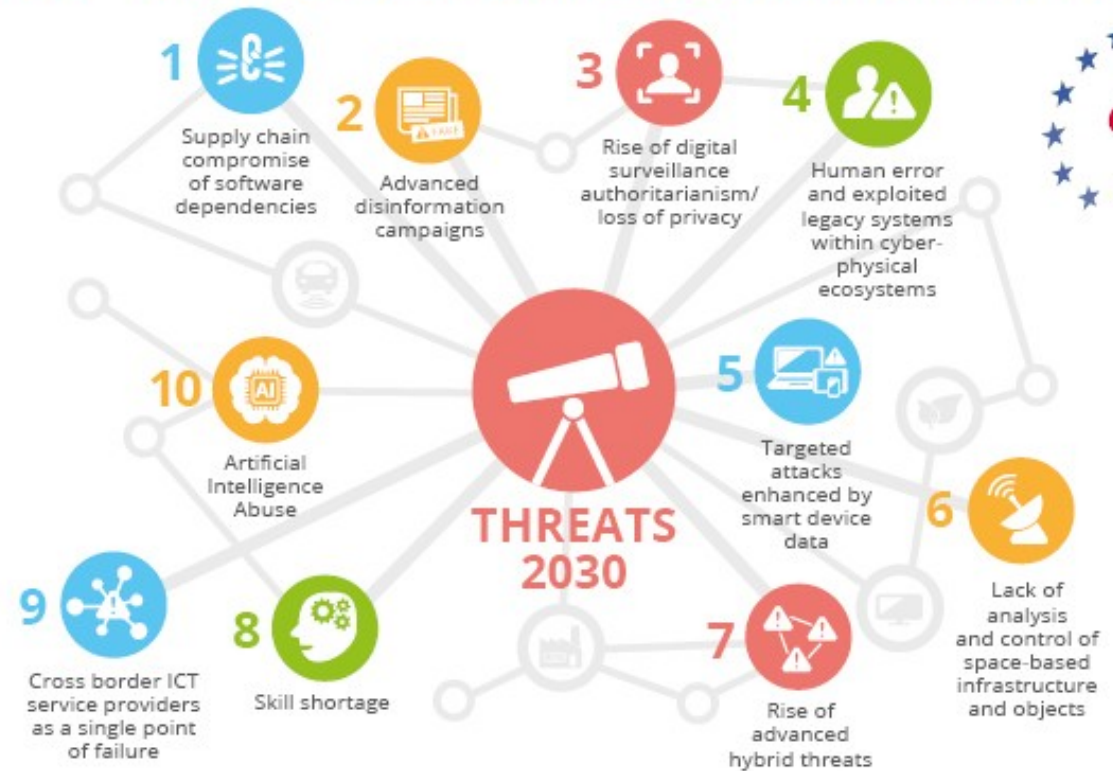 1
Supply chain
compromise
of software
dependencies
2
FAKE
Advanced
disinformation
campaigns
3
Rise of digital
surveillance
authoritarianism/
loss of privacy
4
Human error
and exploited
legacy systems
within cyber-
physical
ecosystems
5
Targeted
attacks
enhanced by
smart device
data
6
Lack of
analysis
and control of
space-based
infrastructure
and objects
7
Rise of
advanced
hybrid threats
8
Skill shortage
9
Cross border ICT
service providers
as a single point
of failure
10
AI
Artificial
Intelligence
Abuse
THREATS
2030